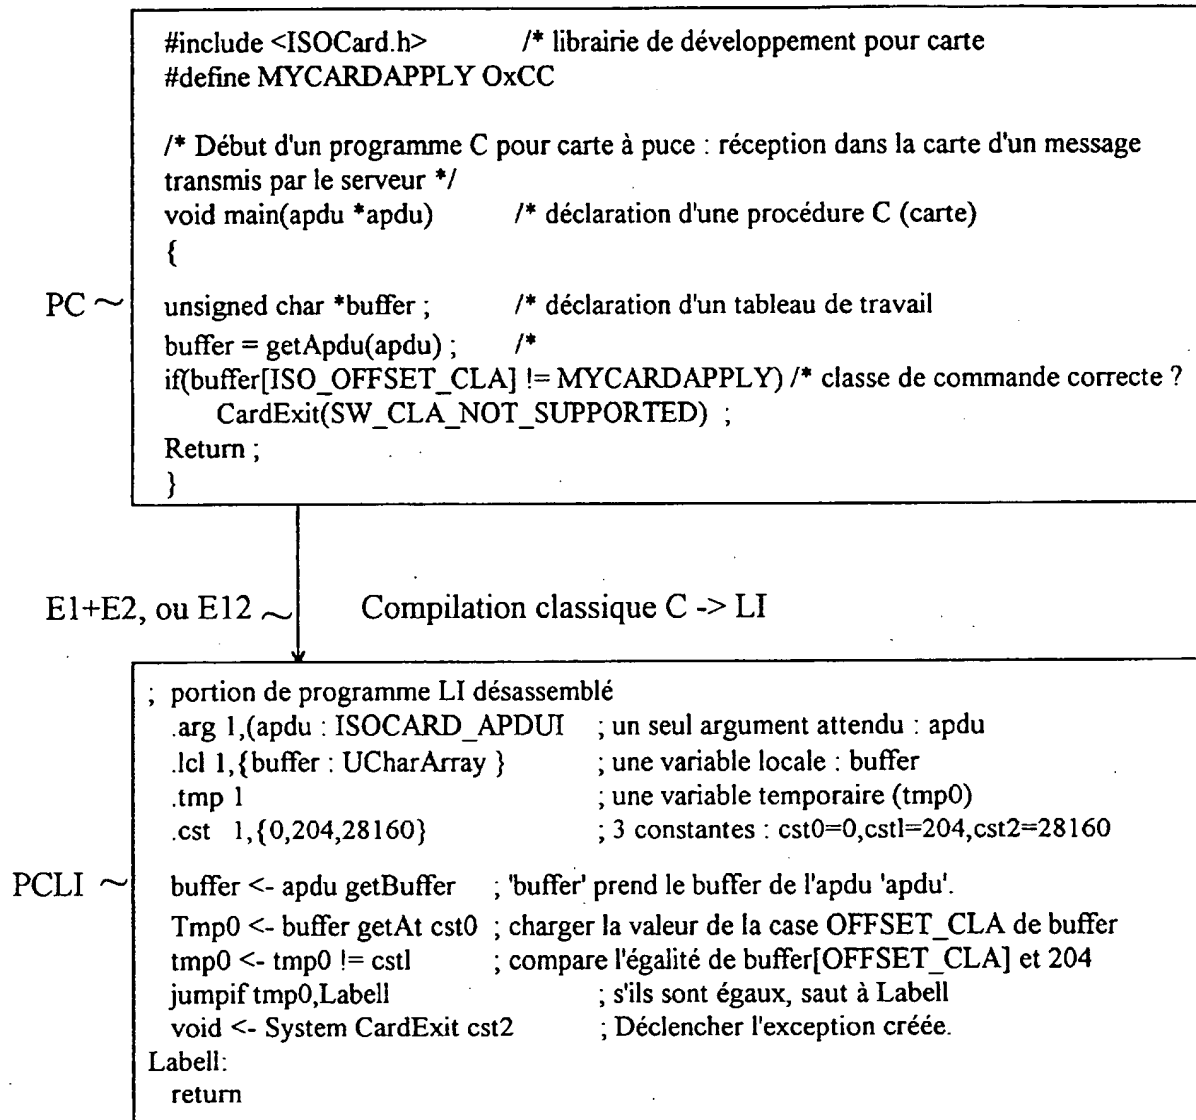 #include <ISOCard.h> /* librairie de développement pour carte
#define MYCARDAPPLY OxCC
/* Début d'un programme C pour carte à puce : réception dans la carte d'un message
transmis par le serveur */
void main(apdu *apdu) /* déclaration d'une procédure C (carte)
{
PC ~ unsigned char *buffer ; /* déclaration d'un tableau de travail
buffer = getApdu(apdu) ; /*
if(buffer[ISO_OFFSET_CLA] != MYCARDAPPLY) /* classe de commande correcte ?
CardExit(SW_CLA_NOT_SUPPORTED) ;
Return ;
}
E1+E2, ou E12 ~ Compilation classique C -> LI
; portion de programme LI désassemblé
.arg 1,(apdu : ISOCARD_APDUI ; un seul argument attendu : apdu
.lcl 1,{buffer : UCharArray } ; une variable locale : buffer
.tmp 1 ; une variable temporaire (tmp0)
.cst 1,{0,204,28160} ; 3 constantes : cst0=0,cstl=204,cst2=28160
PCLI ~ buffer <- apdu getBuffer ; 'buffer' prend le buffer de l'apdu 'apdu'.
Tmp0 <- buffer getAt cst0 ; charger la valeur de la case OFFSET_CLA de buffer
tmp0 <- tmp0 != cstl ; compare l'égalité de buffer[OFFSET_CLA] et 204
jumpif tmp0,Labell ; s'ils sont égaux, saut à Labell
void <- System CardExit cst2 ; Déclencher l'exception créée.
Labell:
return